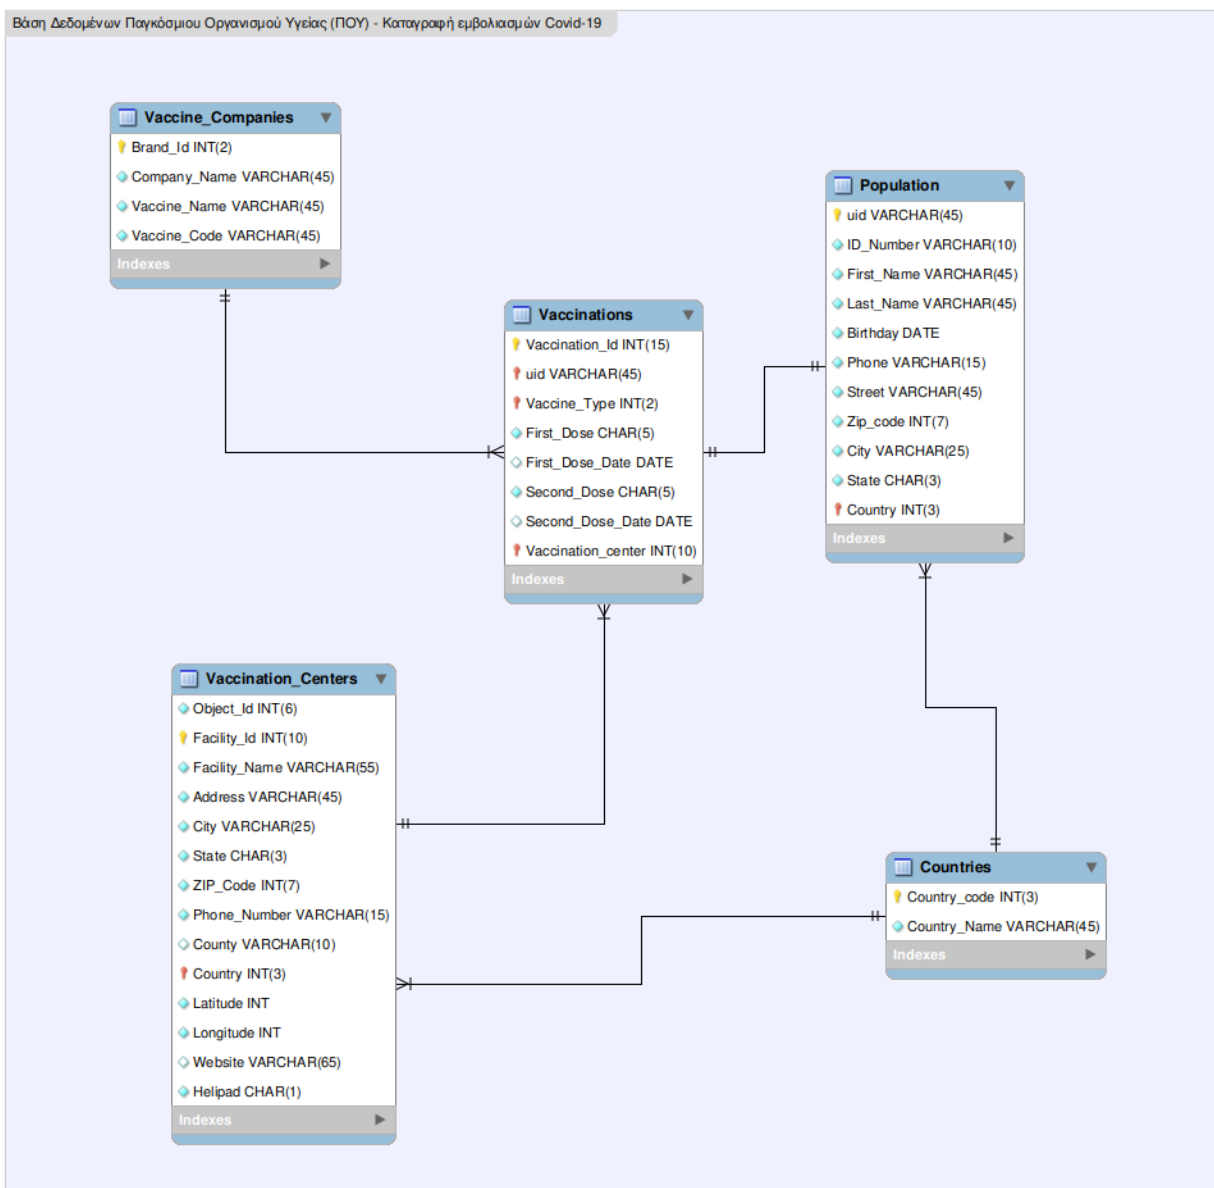 Βάση Δεδομένων Παγκόσμιου Οργανισμού Υγείας (ΠΟΥ) - Καταγραφή εμβολιασμών Covid-19
Vaccine_Companies
Brand_Id INT(2)
Company_Name VARCHAR(45)
Vaccine_Name VARCHAR(45)
Vaccine_Code VARCHAR(45)
Indexes
Population
uid VARCHAR(45)
ID_Number VARCHAR(10)
First_Name VARCHAR(45)
Last_Name VARCHAR(45)
Birthday DATE
Phone VARCHAR(15)
Street VARCHAR(45)
Zip_code INT(7)
City VARCHAR(25)
State CHAR(3)
Country INT(3)
Indexes
Vaccinations
Vaccination_Id INT(15)
uid VARCHAR(45)
Vaccine_Type INT(2)
First_Dose CHAR(5)
First_Dose_Date DATE
Second_Dose CHAR(5)
Second_Dose_Date DATE
Vaccination_center INT(10)
Indexes
Vaccination_Centers
Object_Id INT(6)
Facility_Id INT(10)
Facility_Name VARCHAR(55)
Address VARCHAR(45)
City VARCHAR(25)
State CHAR(3)
ZIP_Code INT(7)
Phone_Number VARCHAR(15)
County VARCHAR(10)
Country INT(3)
Latitude INT
Longitude INT
Website VARCHAR(65)
Helipad CHAR(1)
Indexes
Countries
Country_code INT(3)
Country_Name VARCHAR(45)
Indexes